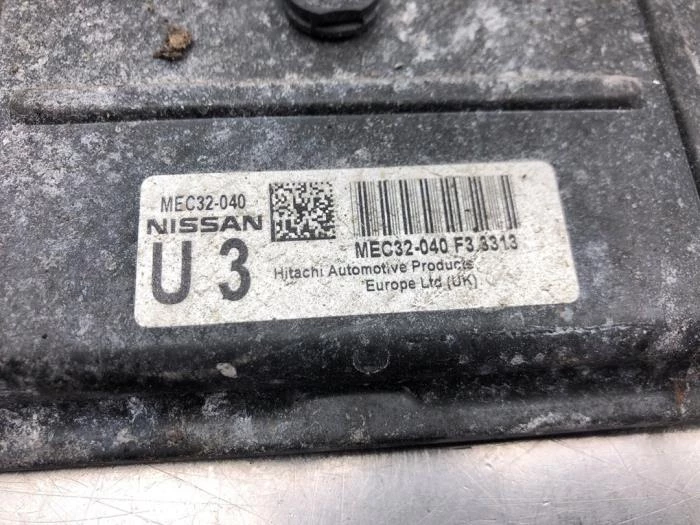 MEC32-040
NISSAN
U 3
MEC32-040 F3 3313
Hitachi Automotive Products
Europe Ltd (UK)